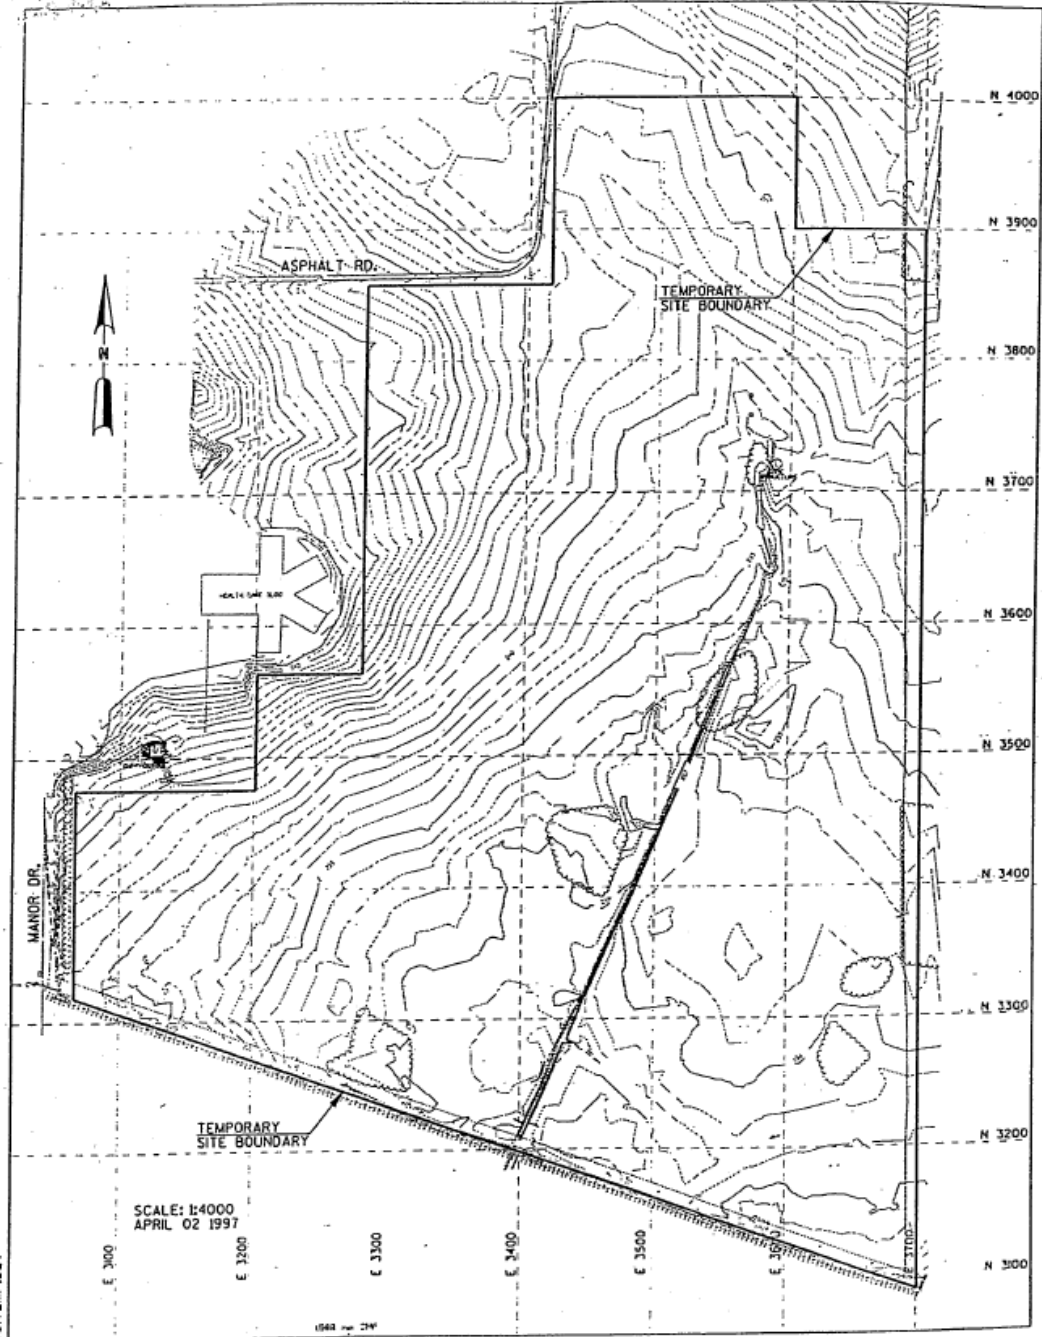 N 4000
N 3900
ASPHALT RD.
TEMPORARY
SITE BOUNDARY
N
N 3800
N 3700
N 3600
N 3500
N 3400
MANOR DR.
N 3300
TEMPORARY
SITE BOUNDARY
N 3200
SCALE: 1:4000
APRIL 02 1997
E 3100
E 3200
E 3300
E 3400
E 3500
E 3600
E 3700
N 3100